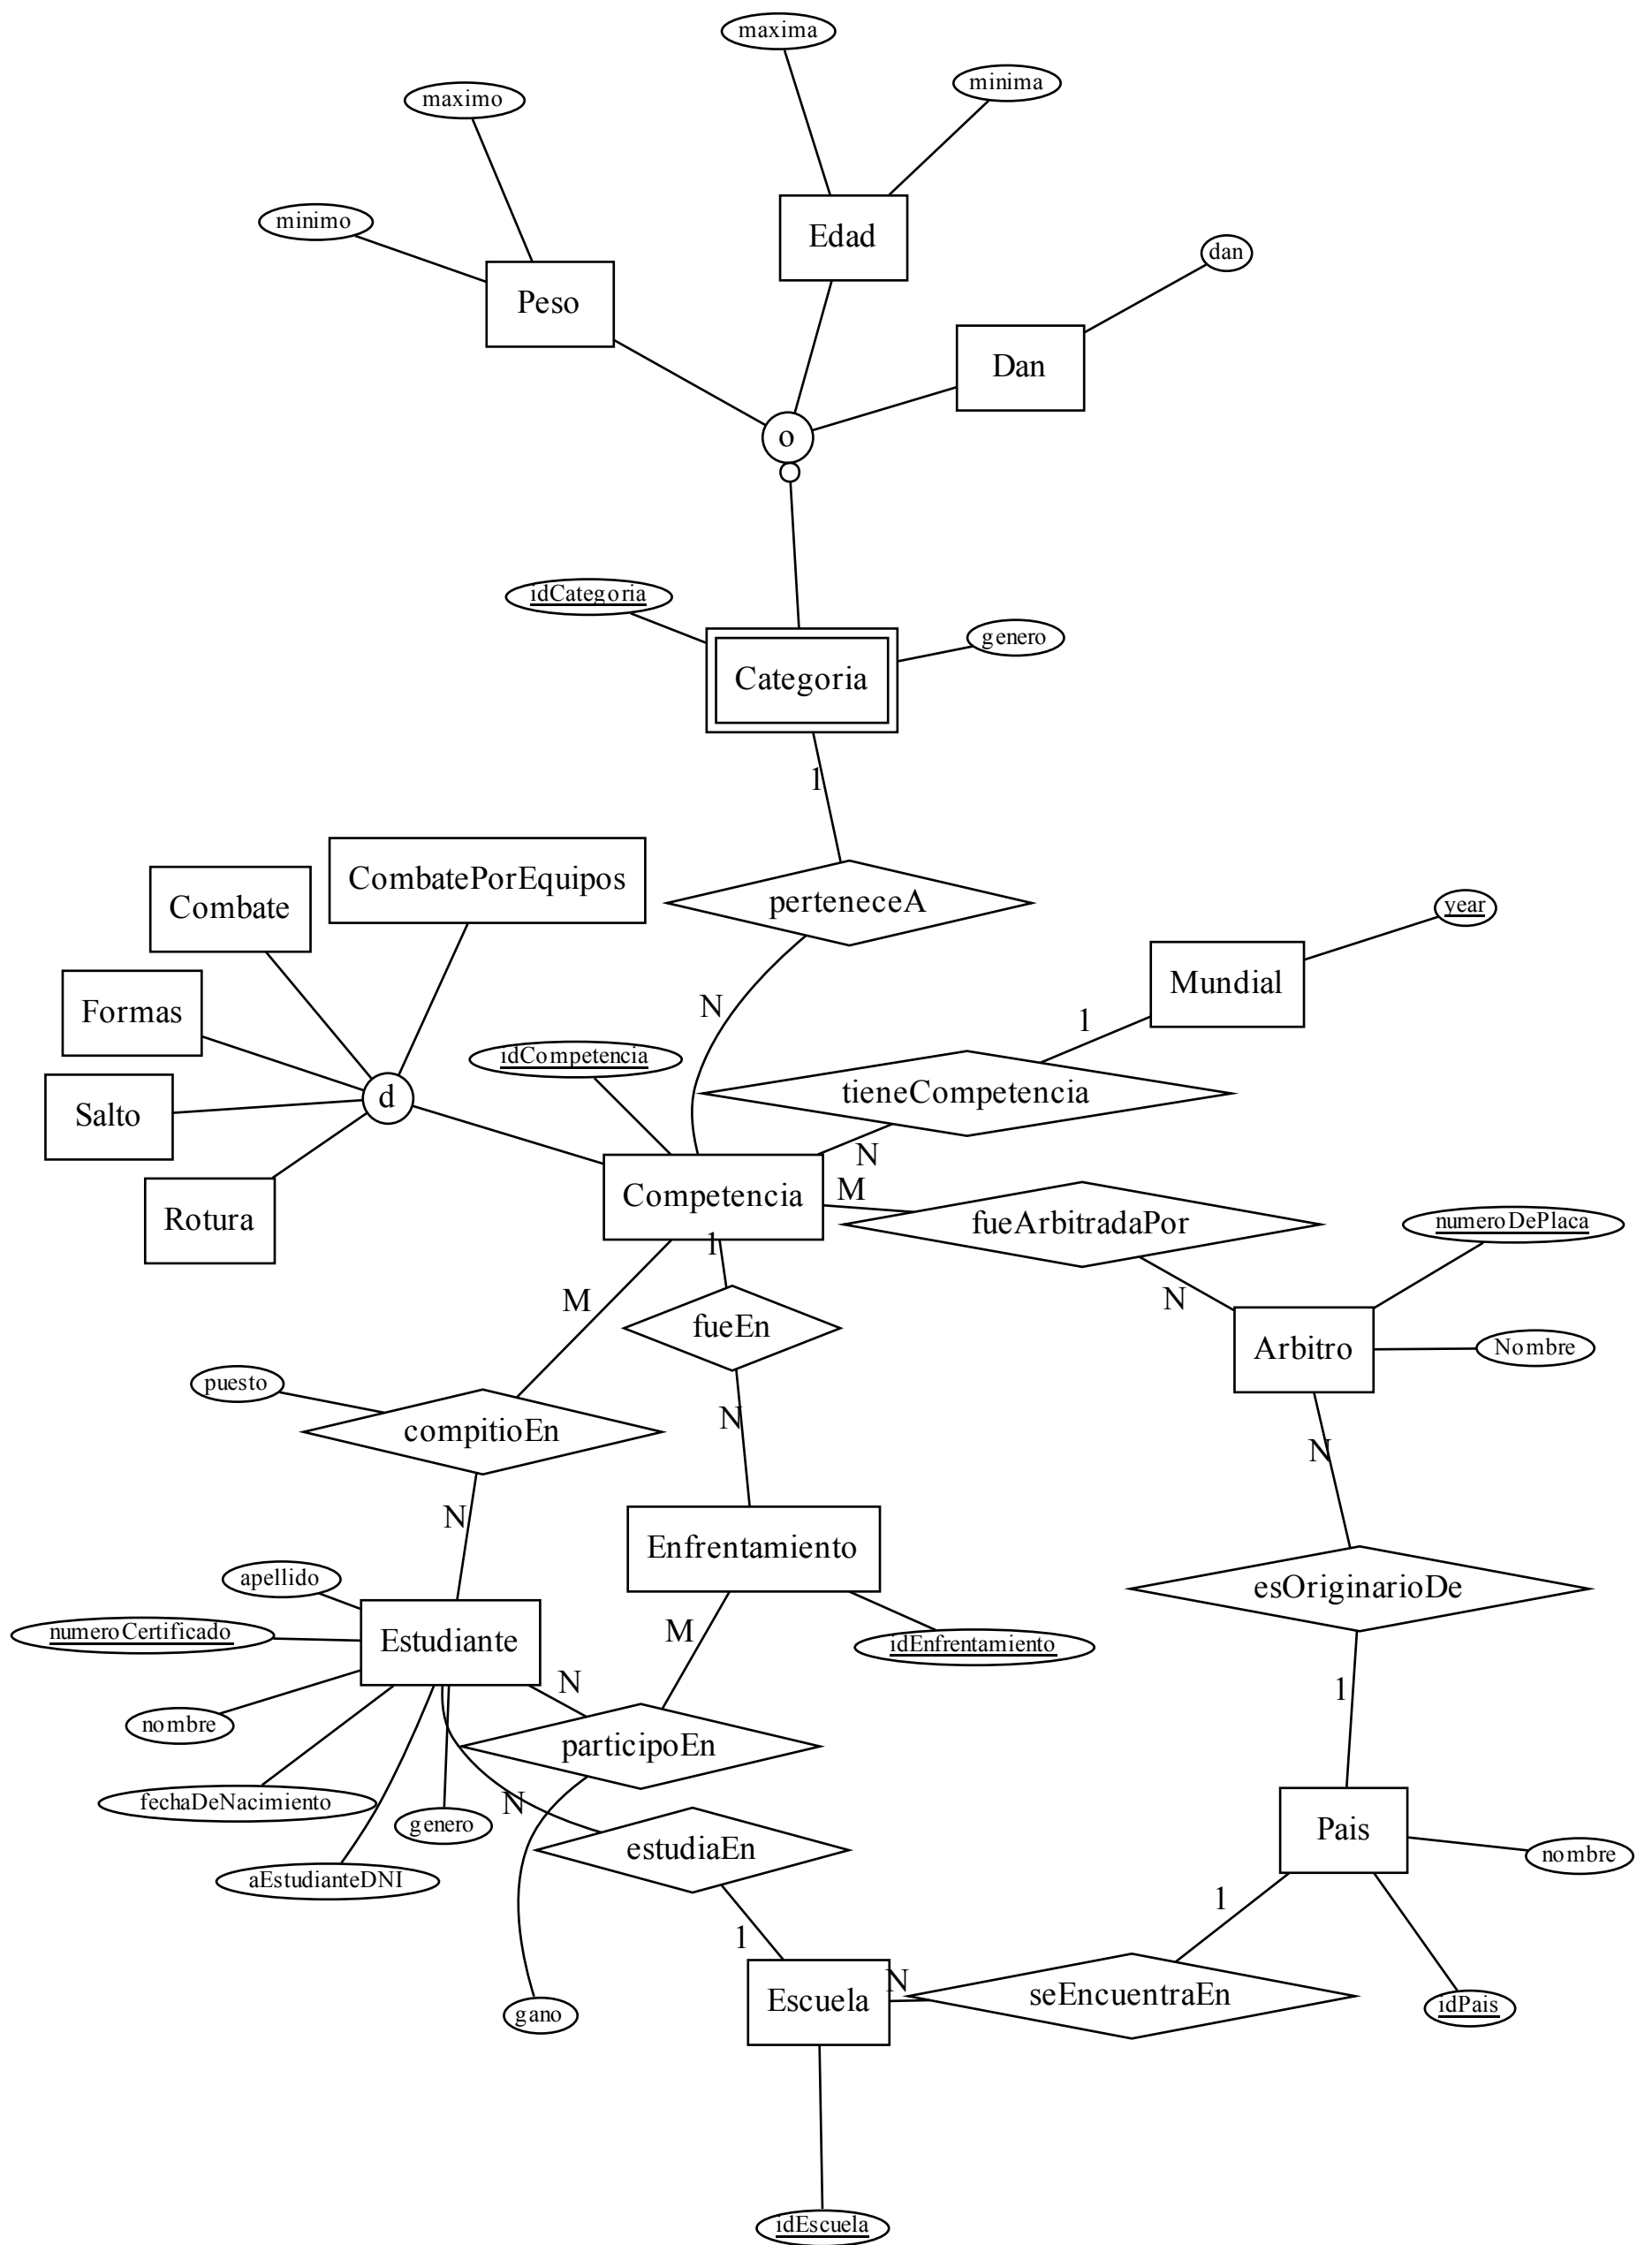 maxima
minima
maximo
minimo
Edad
dan
Peso
Dan
o
idCategoria
genero
Categoria
1
CombatePorEquipos
Combate
perteneceA
year
Mundial
Formas
N
1
idCompetencia
tieneCompetencia
d
Salto
N
M
Competencia
fueArbitradaPor
numeroDePlaca
Rotura
1
N
M
fueEn
Arbitro
Nombre
puesto
N
compitioEn
N
N
Enfrentamiento
apellido
esOriginarioDe
numeroCertificado
Estudiante
M
idEnfrentamiento
N
1
nombre
participoEn
fechaDeNacimiento
N
genero
Pais
estudiaEn
nombre
aEstudianteDNI
1
1
N
seEncuentraEn
Escuela
idPais
gano
idEscuela